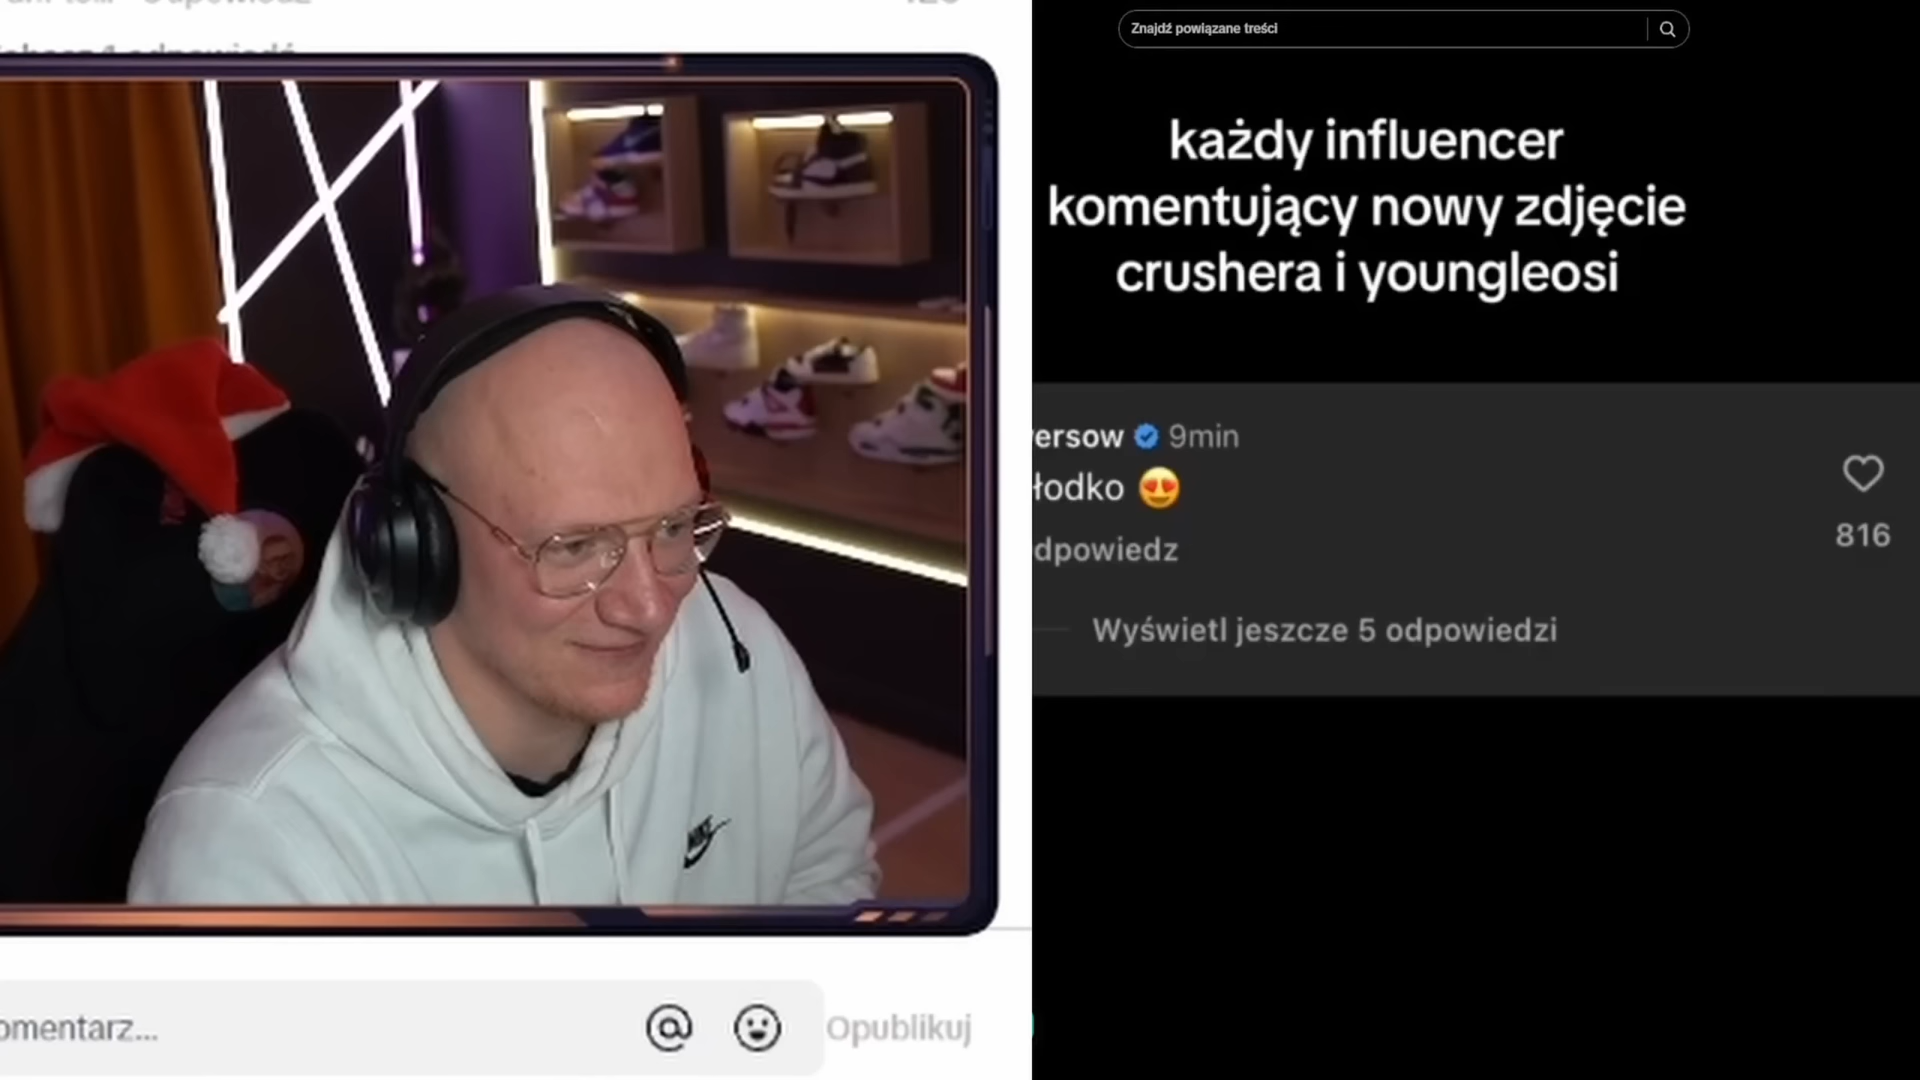 Znajdź powiązane treści
każdy influencer
komentujący nowy zdjęcie
crushera i youngleosi
ersow 9min
łodko 😍
dpowiedz
816
Wyświetl jeszcze 5 odpowiedzi
NIKE
omentarz...
Opublikuj